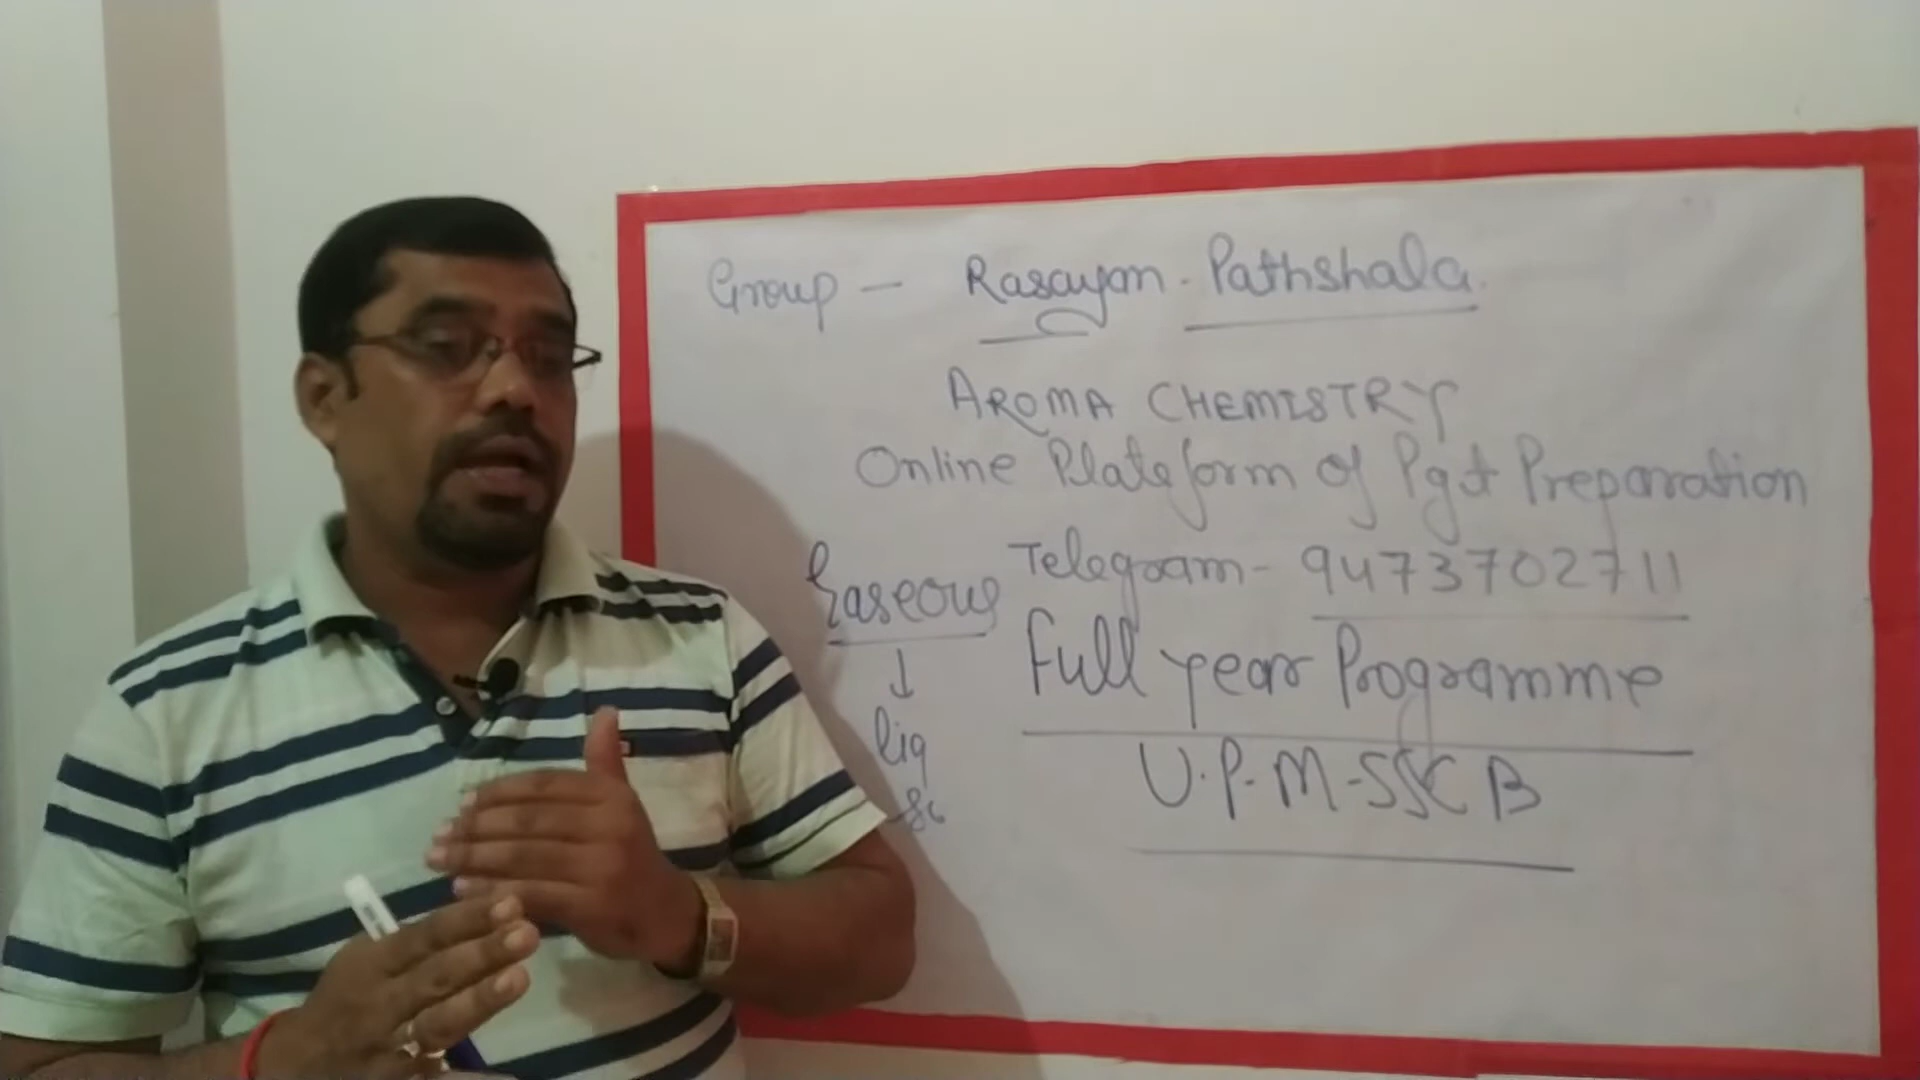 Group - Rasayan Pathshala.
AROMA CHEMISTRY
Online Plateform of Pgt Preparation
Telegram - 9473702711
Full year Programme
U.P.M-SSCB
Gaseous
↓
liq